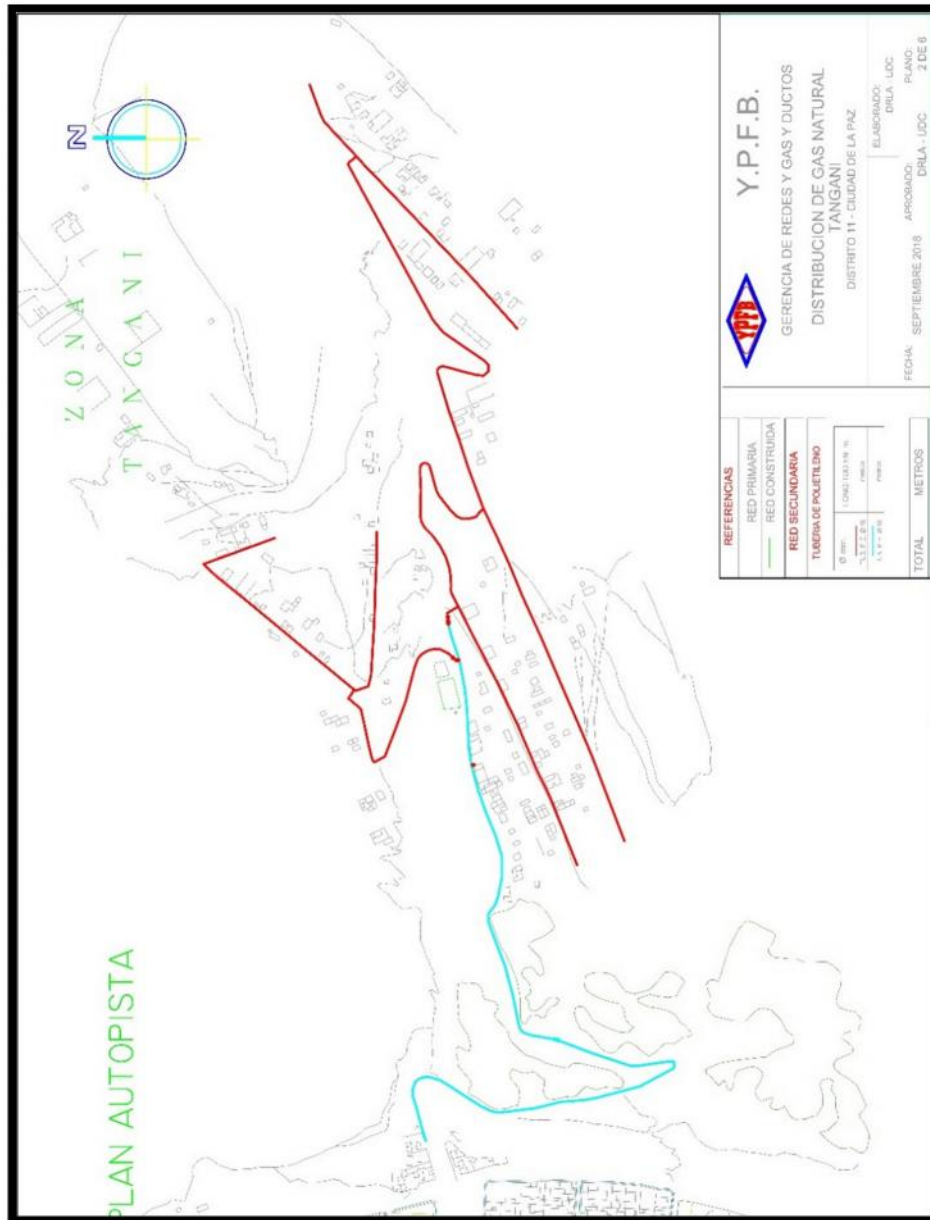 PLAN AUTOPISTA
ZONA
TANGANI
N
REFERENCIAS
RED PRIMARIA
RED CONSTRUIDA
RED SECUNDARIA
TUBERIA DE POLIETILENO
Ø mm.
TOTAL METROS
YPFB
Y.P.F.B.
GERENCIA DE REDES Y GAS Y DUCTOS
DISTRIBUCION DE GAS NATURAL
TANGANI
DISTRITO 11 - CIUDAD DE LA PAZ
ELABORADO:
DRLA - UDC
FECHA: SEPTIEMBRE 2018
APROBADO:
DRLA - UDC
PLANO:
2 DE 6